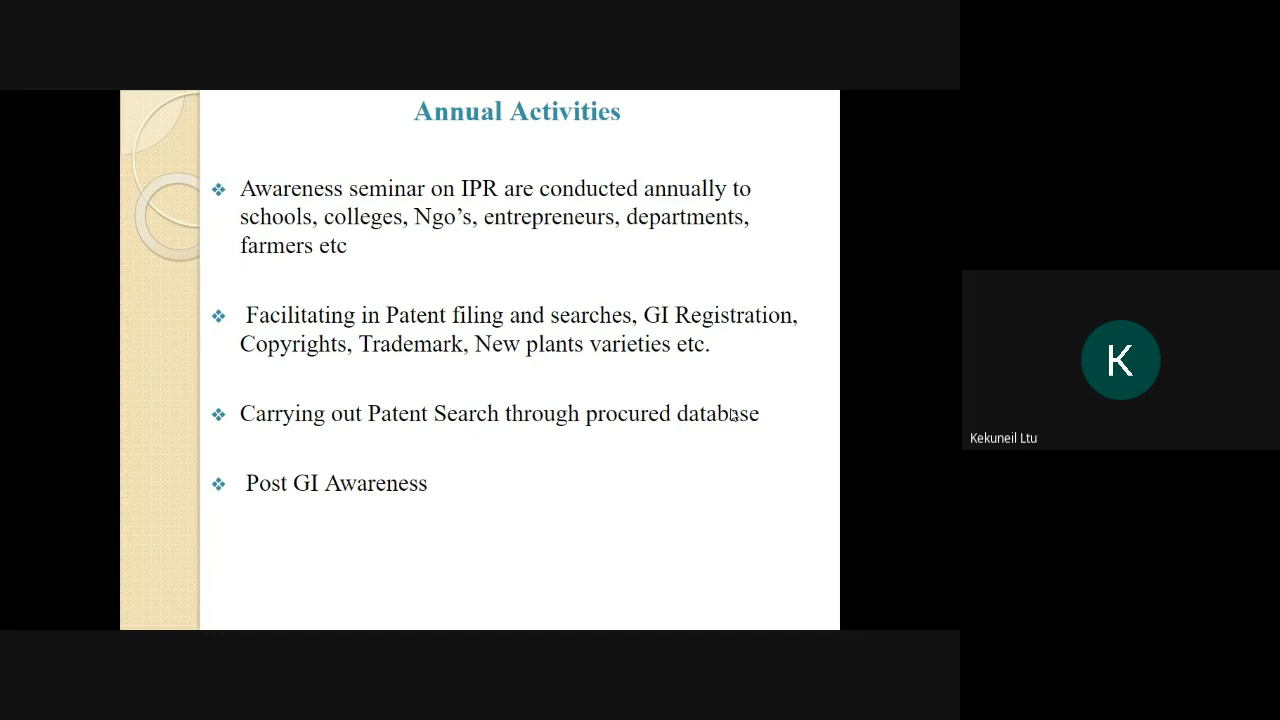 Annual Activities
Awareness seminar on IPR are conducted annually to
schools, colleges, Ngo’s, entrepreneurs, departments,
farmers etc
Facilitating in Patent filing and searches, GI Registration,
Copyrights, Trademark, New plants varieties etc.
Carrying out Patent Search through procured database
Post GI Awareness
K
Kekuneil Ltu